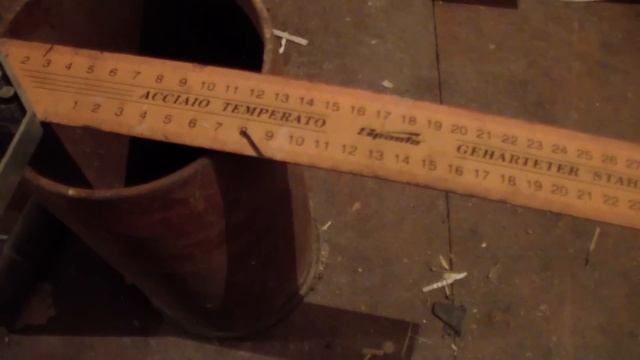 2 3 4 5 6 7 8 9 10 11 12 13 14 15 16 17 18 19 20 21 22 23 24 25 26
ACCIAIO TEMPERATO
GEHÄRTETER STAH
1 2 3 4 5 6 7 8 9 10 11 12 13 14 15 16 17 18 19 20 21 22